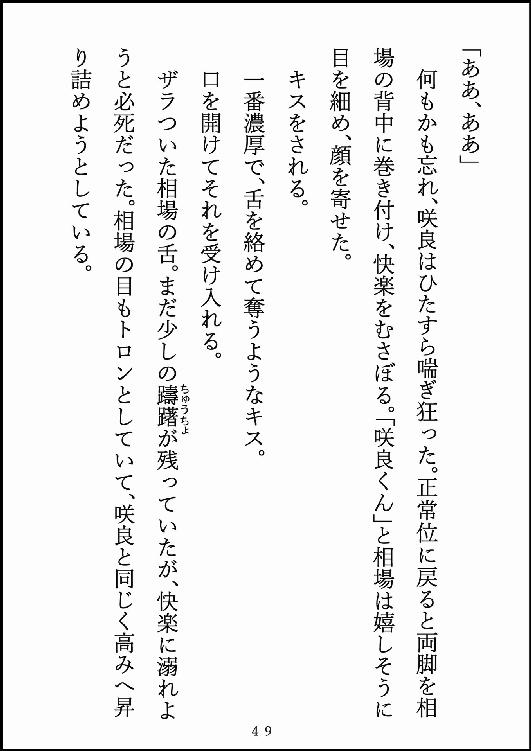 「ああ、ああ」
　何もかも忘れ、咲良はひたすら喘ぎ狂った。正常位に戻ると両脚を相
場の背中に巻き付け、快楽をむさぼる。「咲良くん」と相場は嬉しそうに
目を細め、顔を寄せた。
　キスをされる。
　一番濃厚で、舌を絡めて奪うようなキス。
口を開けてそれを受け入れる。
　ザラついた相場の舌。まだ少しの躊躇が残っていたが、快楽に溺れよ
ちゅうちょ
うと必死だった。相場の目もトロンとしていて、咲良と同じく高みへ昇
り詰めようとしている。
49